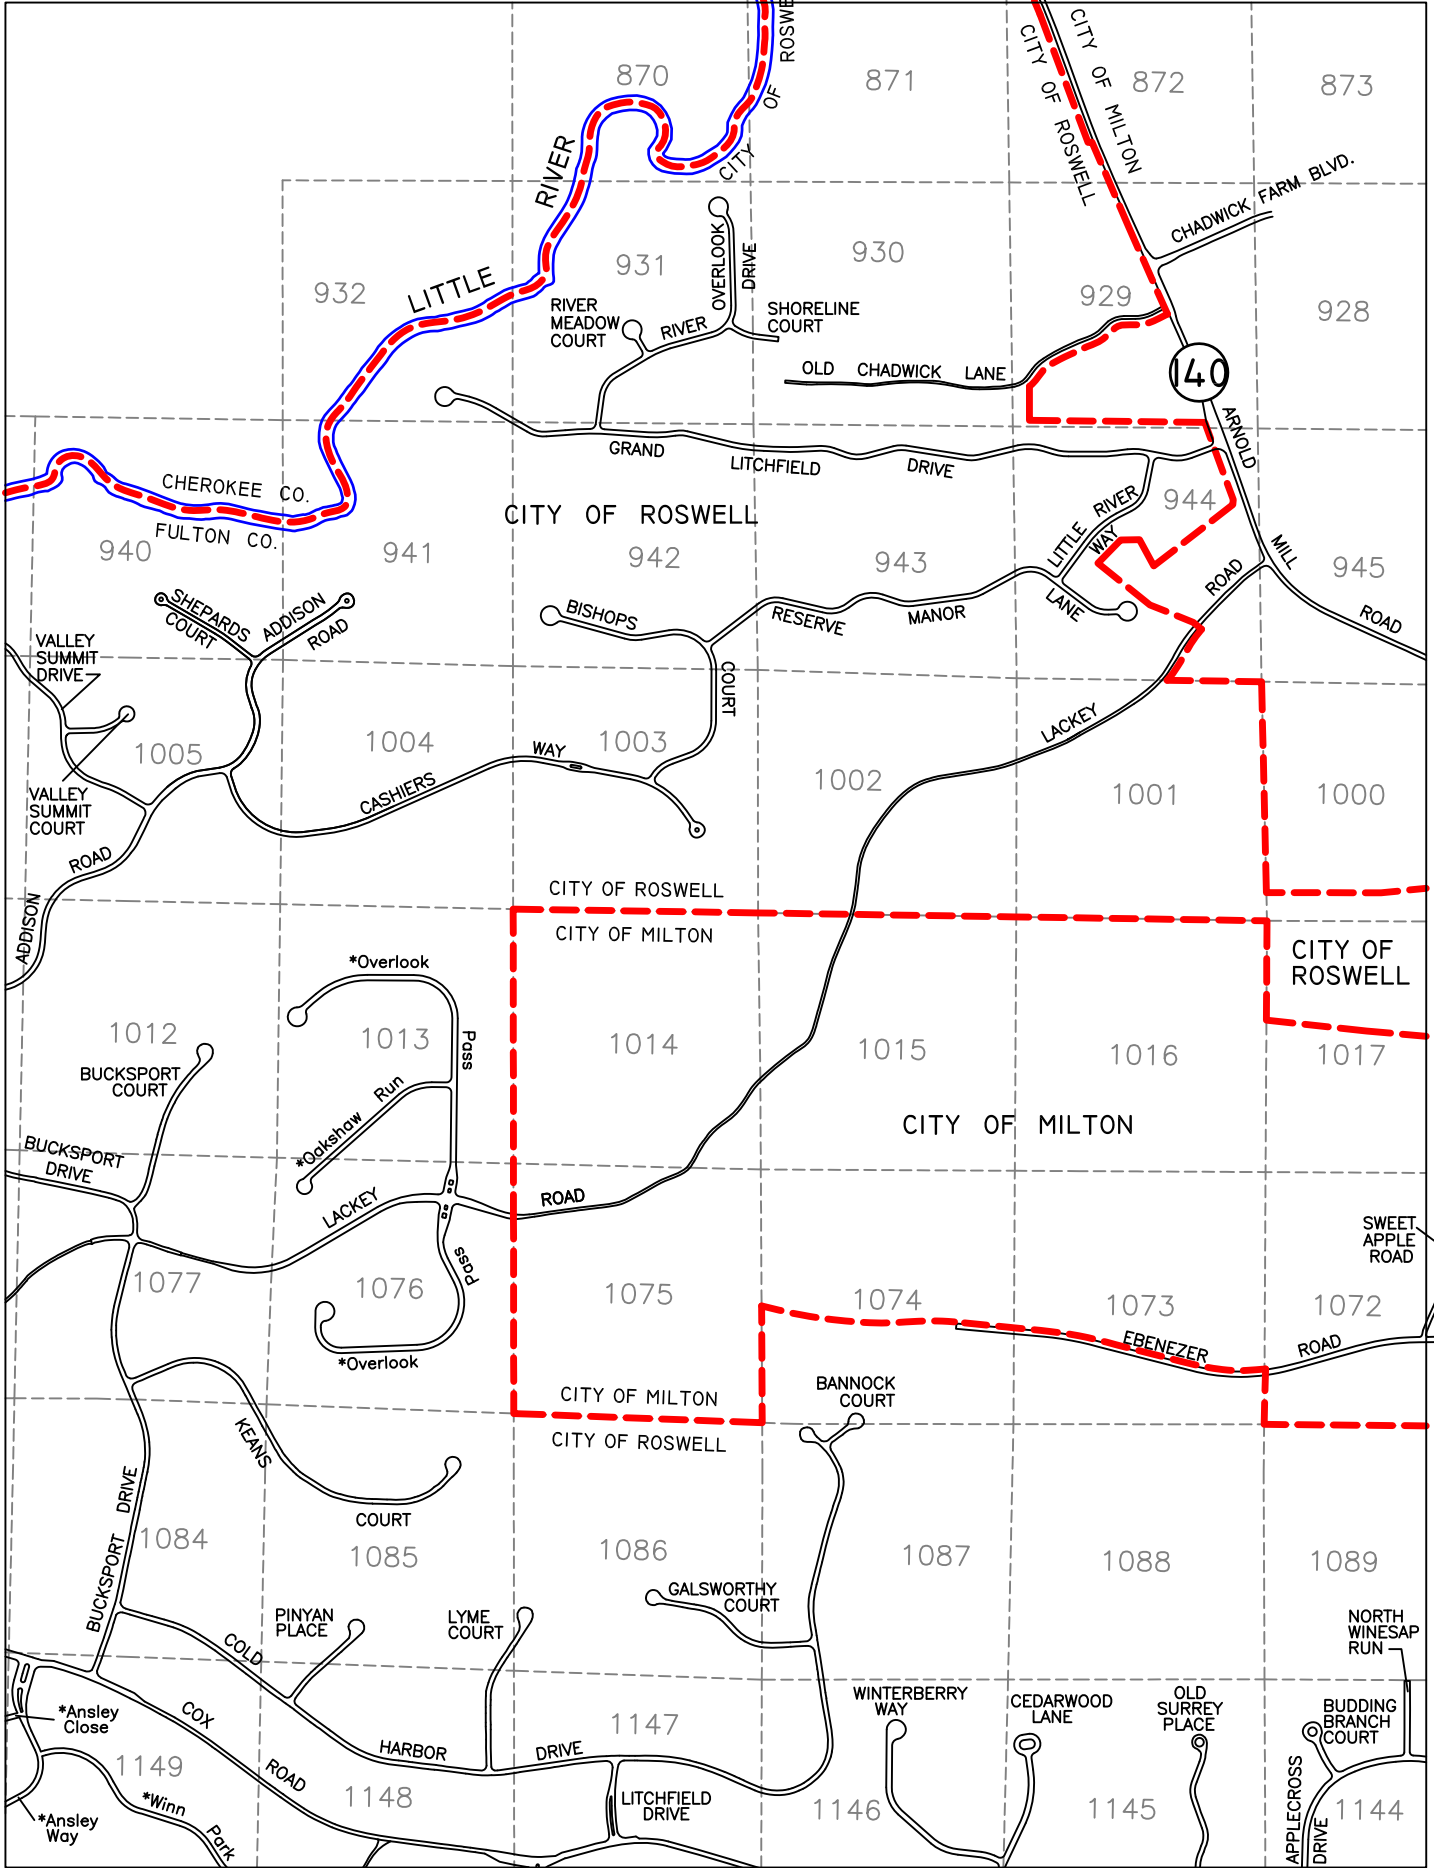 CITY OF ROSWE
CITY OF MILTON
CITY OF ROSWELL
870
871
872
873
RIVER
LITTLE
CHADWICK FARM BLVD.
932
931
930
929
928
OVERLOOK
DRIVE
RIVER
MEADOW
COURT
RIVER
SHORELINE
COURT
OLD CHADWICK LANE
140
ARNOLD
MILL
ROAD
GRAND
LITCHFIELD
DRIVE
CHEROKEE CO.
FULTON CO.
CITY OF ROSWELL
940
941
942
943
944
945
LITTLE RIVER
WAY
LANE
ROAD
SHEPARDS
COURT
ADDISON
ROAD
BISHOPS
RESERVE
MANOR
COURT
VALLEY
SUMMIT
DRIVE
LACKEY
1005
1004
WAY
1003
1002
1001
1000
CASHIERS
VALLEY
SUMMIT
COURT
ROAD
ADDISON
CITY OF ROSWELL
CITY OF MILTON
CITY OF
ROSWELL
*Overlook
Pass
1012
1013
1014
1015
1016
1017
BUCKSPORT
COURT
*Oakshaw Run
CITY OF MILTON
BUCKSPORT
DRIVE
LACKEY
ROAD
Pass
SWEET
APPLE
ROAD
1077
1076
1075
1074
1073
1072
EBENEZER
ROAD
*Overlook
CITY OF MILTON
CITY OF ROSWELL
BANNOCK
COURT
KEANS
COURT
BUCKSPORT DRIVE
1084
1085
1086
1087
1088
1089
GALSWORTHY
COURT
PINYAN
PLACE
LYME
COURT
NORTH
WINESAP
RUN
COLD
HARBOR
DRIVE
COX
ROAD
*Ansley
Close
WINTERBERRY
WAY
CEDARWOOD
LANE
OLD
SURREY
PLACE
BUDDING
BRANCH
COURT
1149
1148
1147
1146
1145
1144
LITCHFIELD
DRIVE
*Winn
Park
*Ansley
Way
APPLECROSS
DRIVE